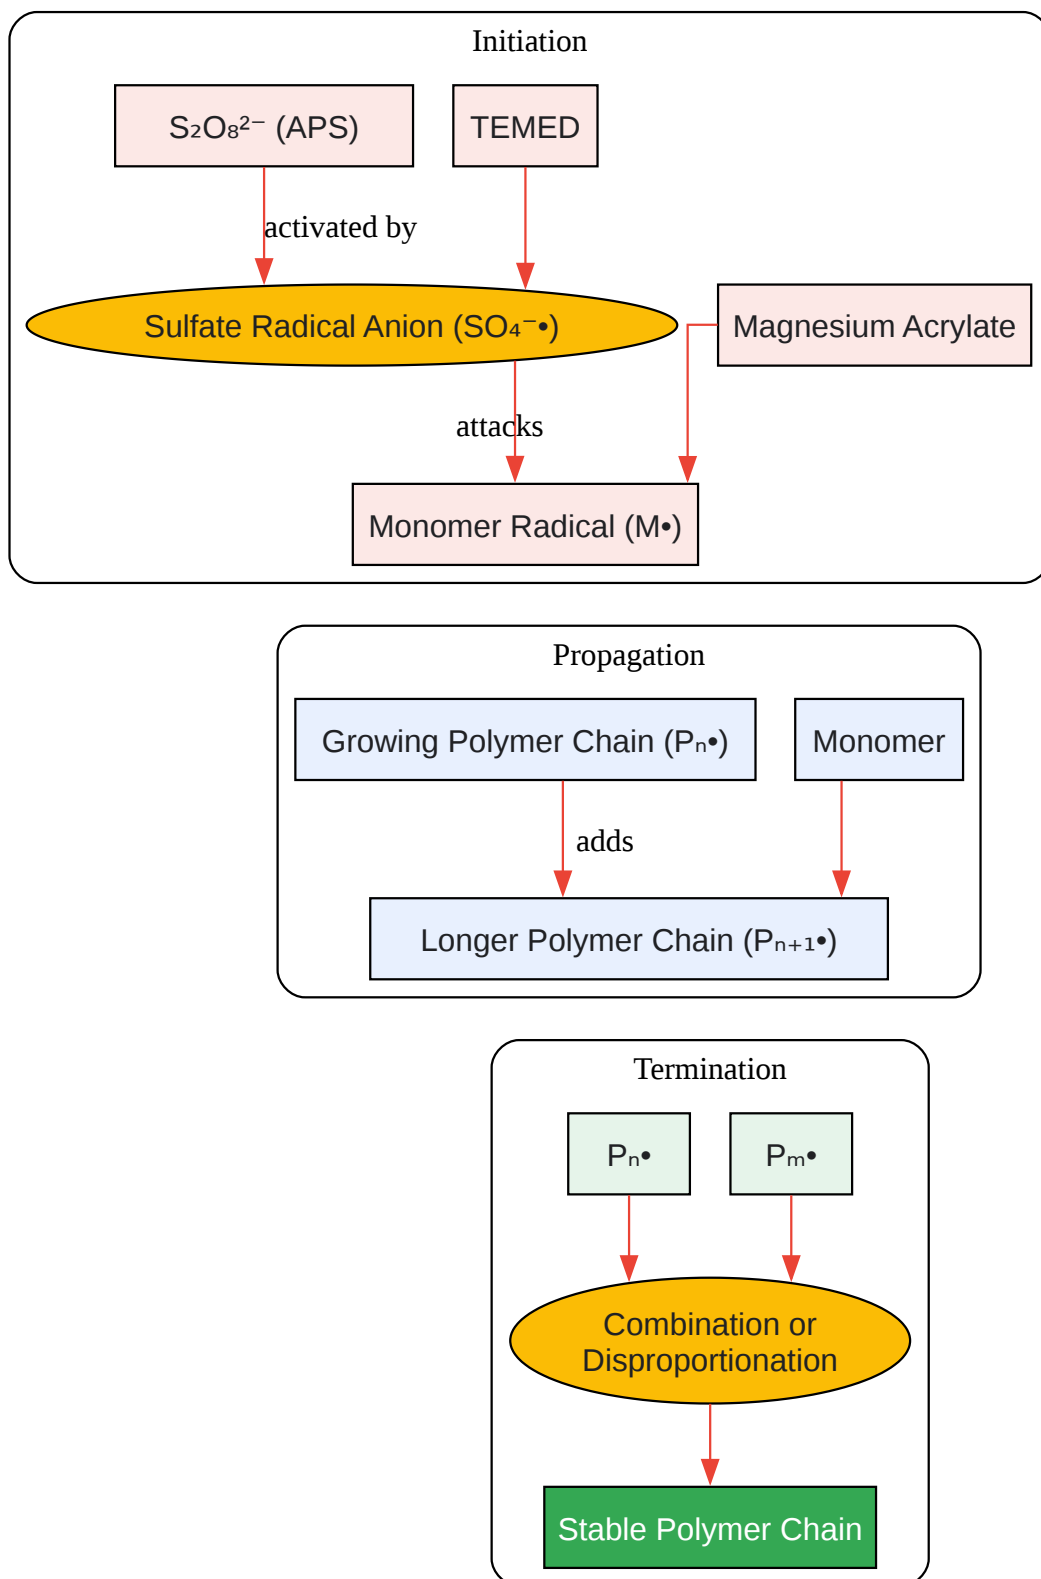 Initiation
S₂O₈²⁻ (APS)
TEMED
activated by
Sulfate Radical Anion (SO₄⁻•)
Magnesium Acrylate
attacks
Monomer Radical (M•)
Propagation
Growing Polymer Chain (Pₙ•)
Monomer
adds
Longer Polymer Chain (Pₙ₊₁•)
Termination
Pₙ•
Pₘ•
Combination or
Disproportionation
Stable Polymer Chain